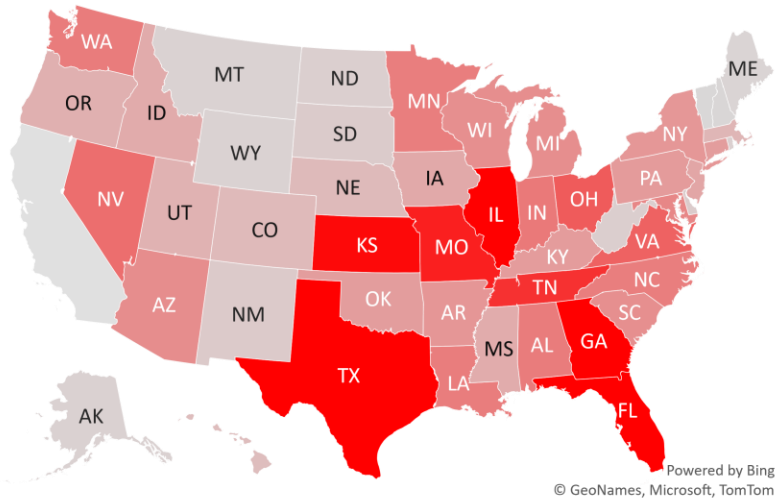 WA
MT
ND
ME
OR
ID
MN
SD
WI
MI
NY
WY
IA
PA
NE
NV
UT
CO
IL
IN
OH
KS
MO
VA
KY
TN
NC
AZ
NM
OK
AR
SC
MS
AL
GA
TX
LA
AK
FL
Powered by Bing
© GeoNames, Microsoft, TomTom